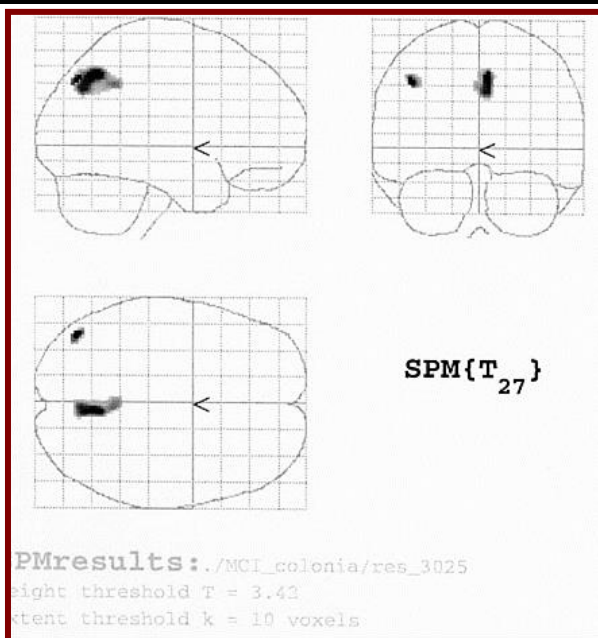 SPM{T27}
PMresults: ./MCI_colonia/res_3025
eight threshold T = 3.42
xtent threshold k = 10 voxels